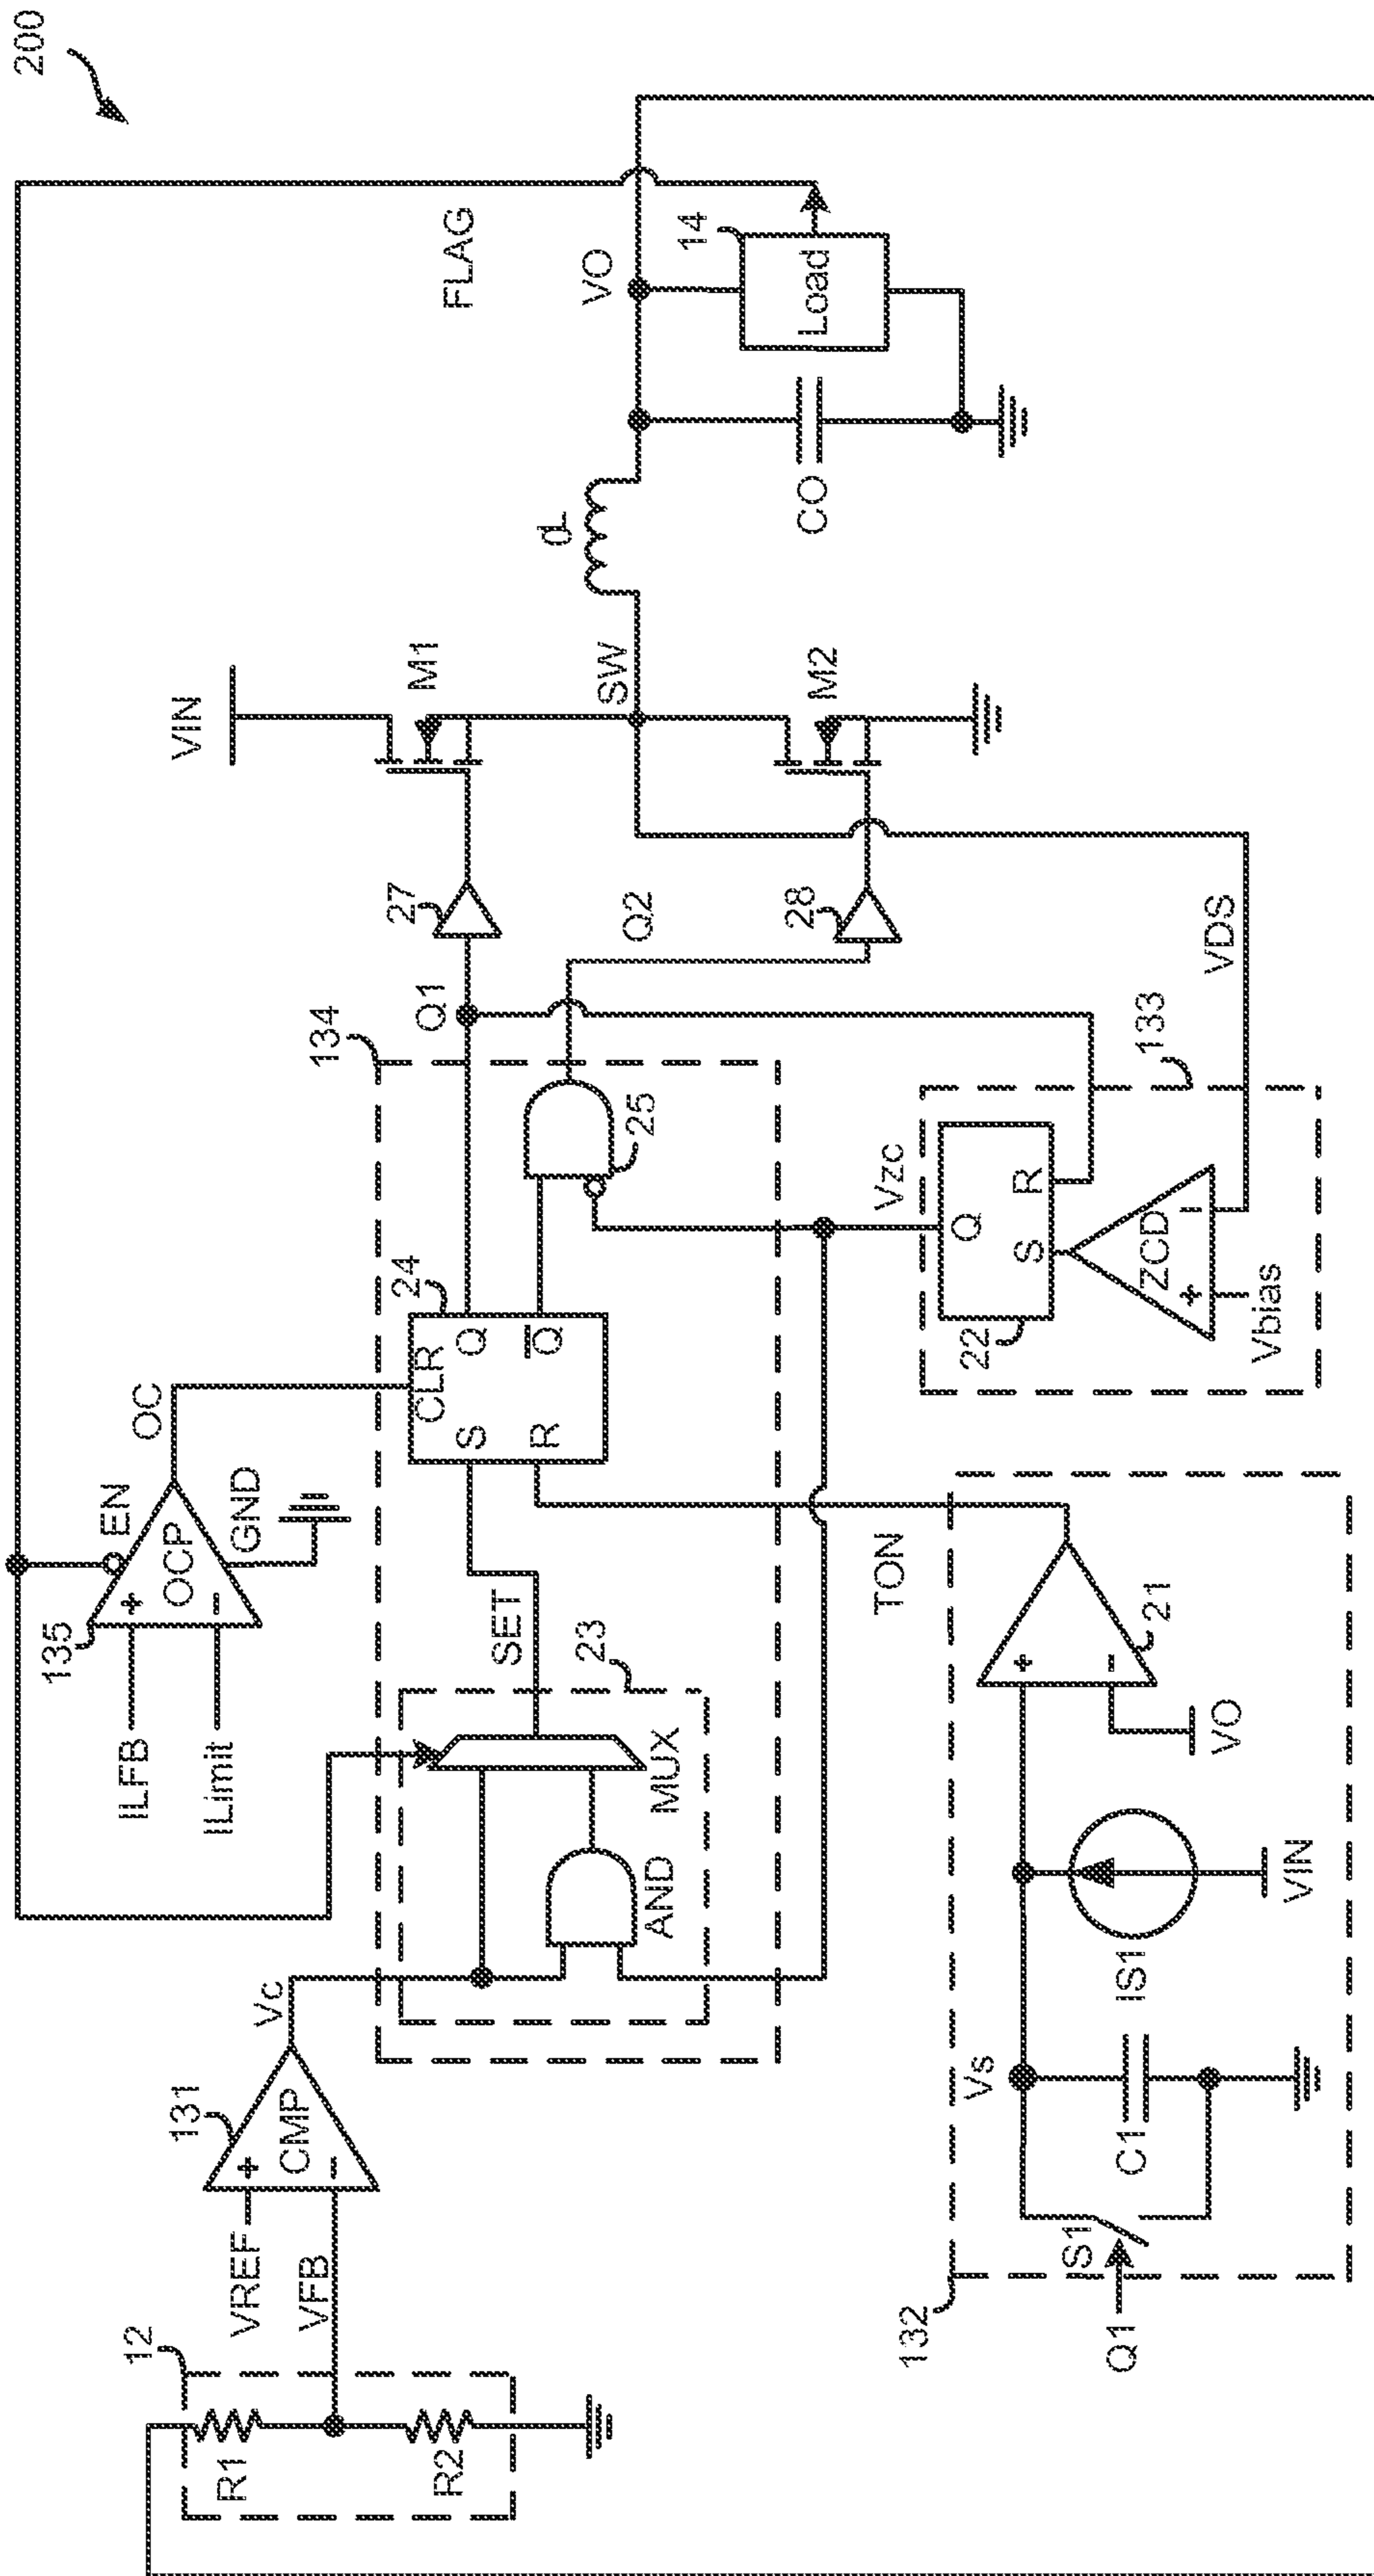 200
FLAG
VO
14
Load
CO
VIN
M1
SW
M2
27
Q1
Q2
28
134
25
VDS
133
Vzc
Q
R
S
22
ZCD
+
-
Vbias
OC
24
CLR
Q
Q
S
R
EN
OCP
GND
135
+
-
ILFB
ILimit
SET
23
MUX
AND
TON
21
+
-
VO
VIN
IS1
Vc
131
CMP
+
-
VREF
VFB
Vs
C1
S1
Q1
132
12
R1
R2